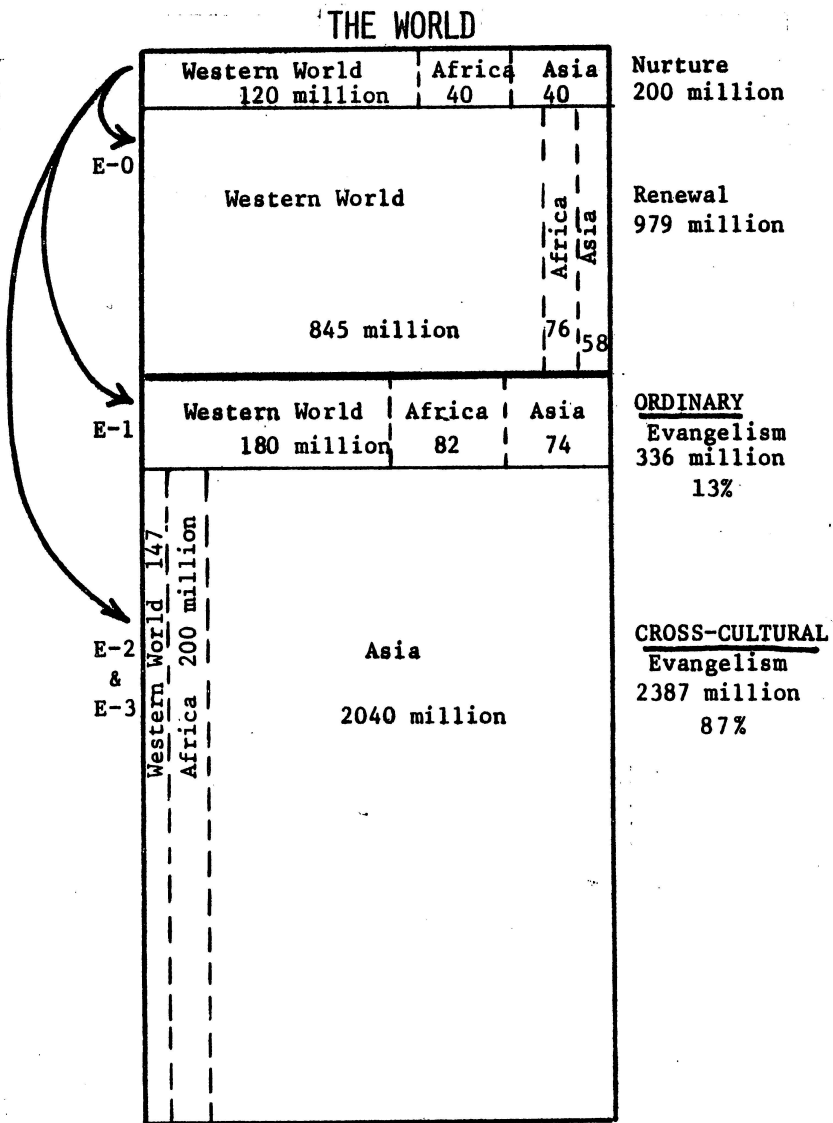 THE WORLD
Western World
120 million
Africa
40
Asia
40
Nurture
200 million
E-0
Western World
845 million
Africa
76
Asia
58
Renewal
979 million
E-1
Western World
180 million
Africa
82
Asia
74
ORDINARY
Evangelism
336 million
13%
E-2
&
E-3
Western World 147
Africa 200 million
Asia
2040 million
CROSS-CULTURAL
Evangelism
2387 million
87%